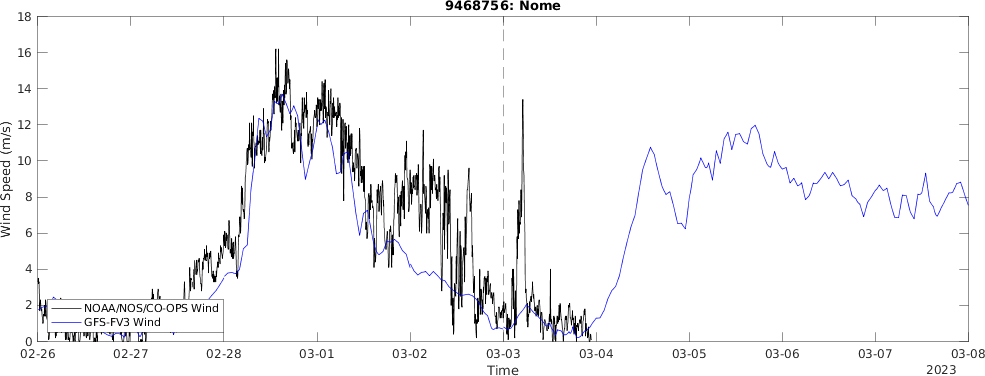 9468756: Nome
Wind Speed (m/s)
18
16
14
12
10
8
6
4
2
0
NOAA/NOS/CO-OPS Wind
GFS-FV3 Wind
02-26 02-27 02-28 03-01 03-02 03-03 03-04 03-05 03-06 03-07 03-08
Time
2023